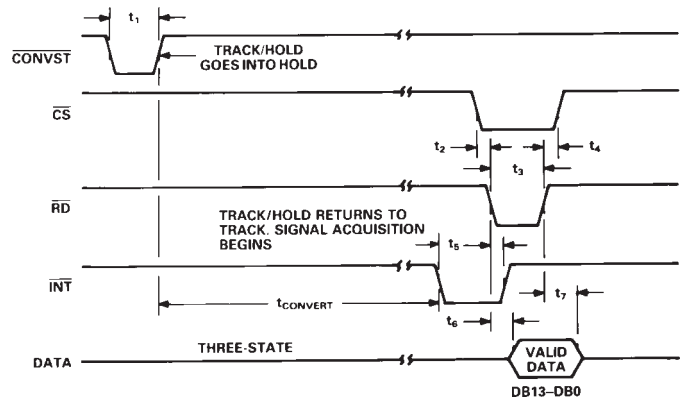 t1
CONVST
TRACK/HOLD
GOES INTO HOLD
CS
t2
t4
t3
RD
TRACK/HOLD RETURNS TO
TRACK. SIGNAL ACQUISITION
BEGINS
t5
INT
tCONVERT
t7
t6
DATA
THREE-STATE
VALID
DATA
DB13–DB0